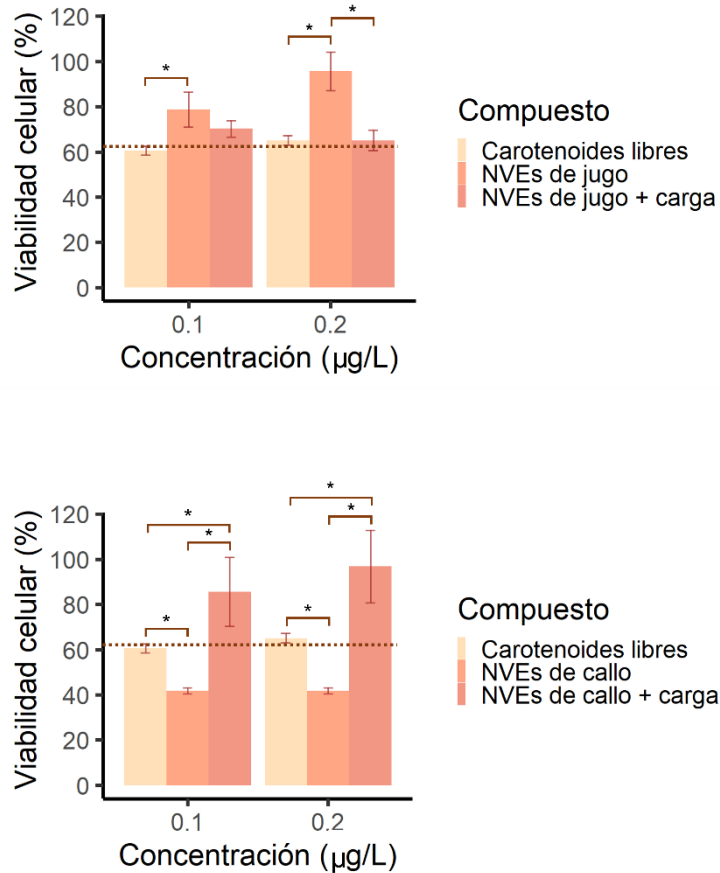 *
*
*
120
100
80
60
40
20
0
Viabilidad celular (%)
0.1
0.2
Concentración (µg/L)
Compuesto
Carotenoides libres
NVEs de jugo
NVEs de jugo + carga
*
*
*
*
*
*
120
100
80
60
40
20
0
Viabilidad celular (%)
0.1
0.2
Concentración (µg/L)
Compuesto
Carotenoides libres
NVEs de callo
NVEs de callo + carga